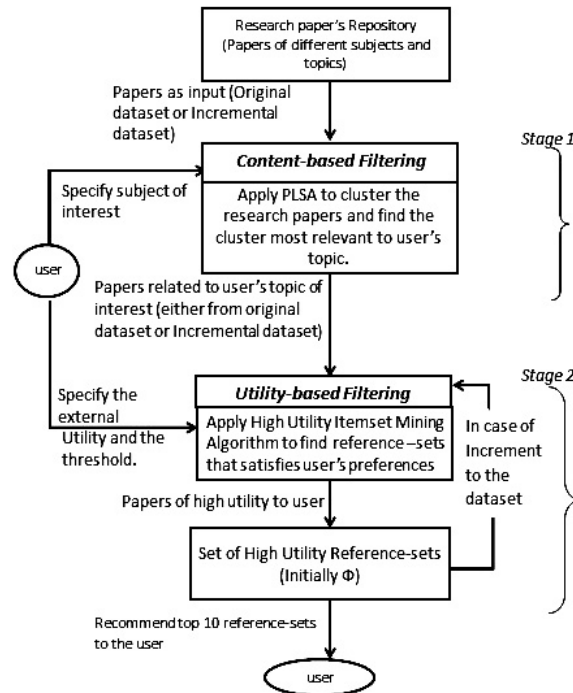 Research paper's Repository
(Papers of different subjects and
topics)
Papers as input (Original
dataset or Incremental
dataset)
Stage 1
Content-based Filtering
Apply PLSA to cluster the
research papers and find the
cluster most relevant to user's
topic.
Specify subject of
interest
user
Papers related to user's topic of
interest (either from original
dataset or Incremental dataset)
Stage 2
Utility-based Filtering
Apply High Utility Itemset Mining
Algorithm to find reference –sets
that satisfies user's preferences
Specify the
external
Utility and the
threshold.
In case of
Increment
to the
dataset
Papers of high utility to user
Set of High Utility Reference-sets
(Initially Φ)
Recommend top 10 reference-sets
to the user
user